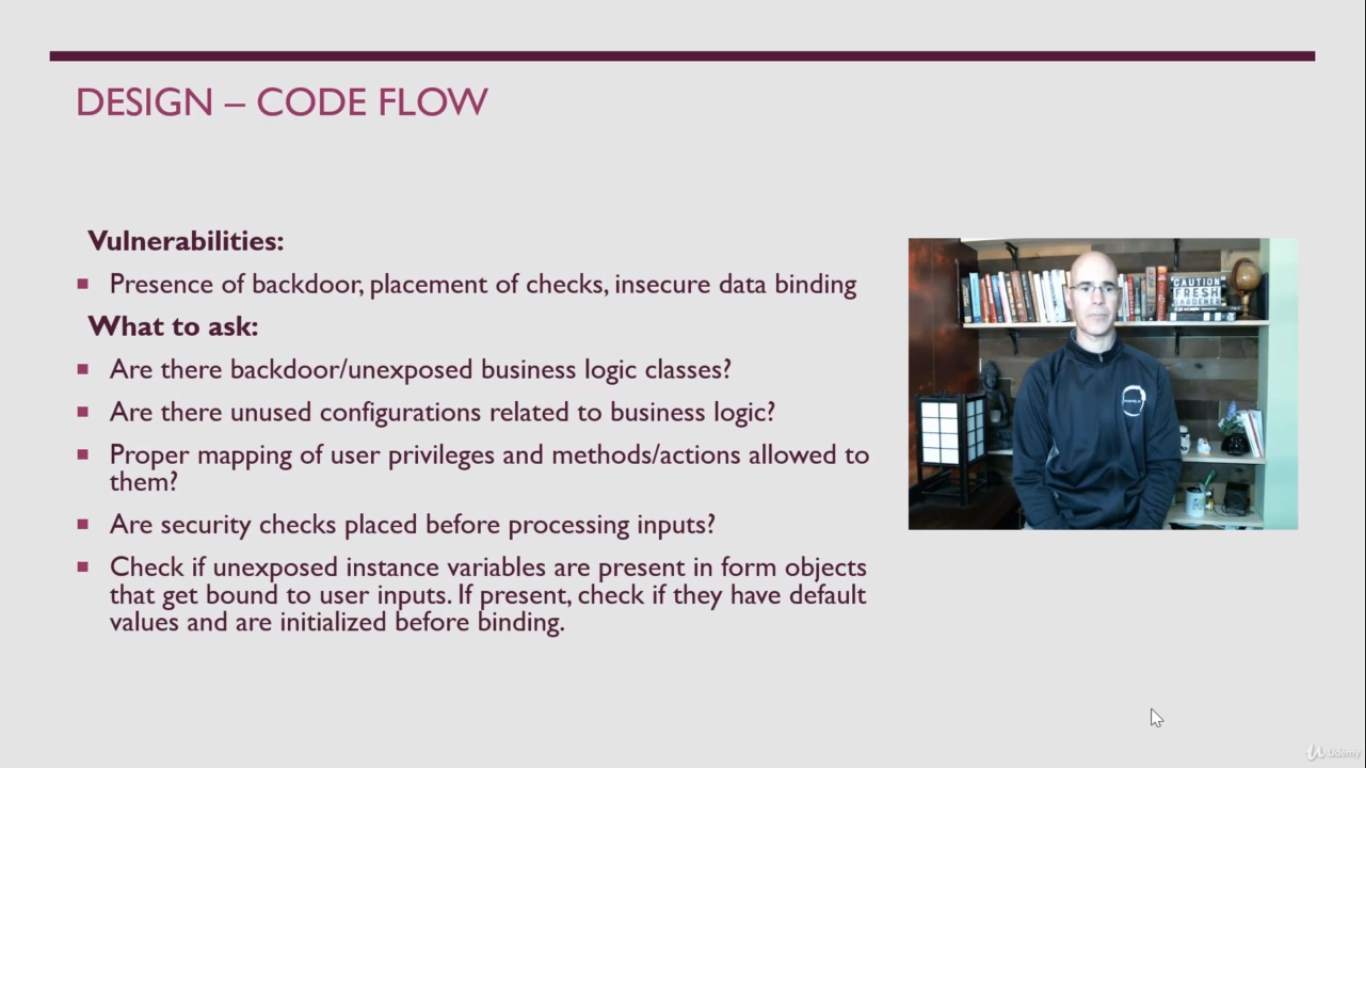 DESIGN – CODE FLOW
Vulnerabilities:
Presence of backdoor, placement of checks, insecure data binding
What to ask:
Are there backdoor/unexposed business logic classes?
Are there unused configurations related to business logic?
Proper mapping of user privileges and methods/actions allowed to
them?
Are security checks placed before processing inputs?
Check if unexposed instance variables are present in form objects
that get bound to user inputs. If present, check if they have default
values and are initialized before binding.
CAUTION
FRESH
GARDENER
Udemy